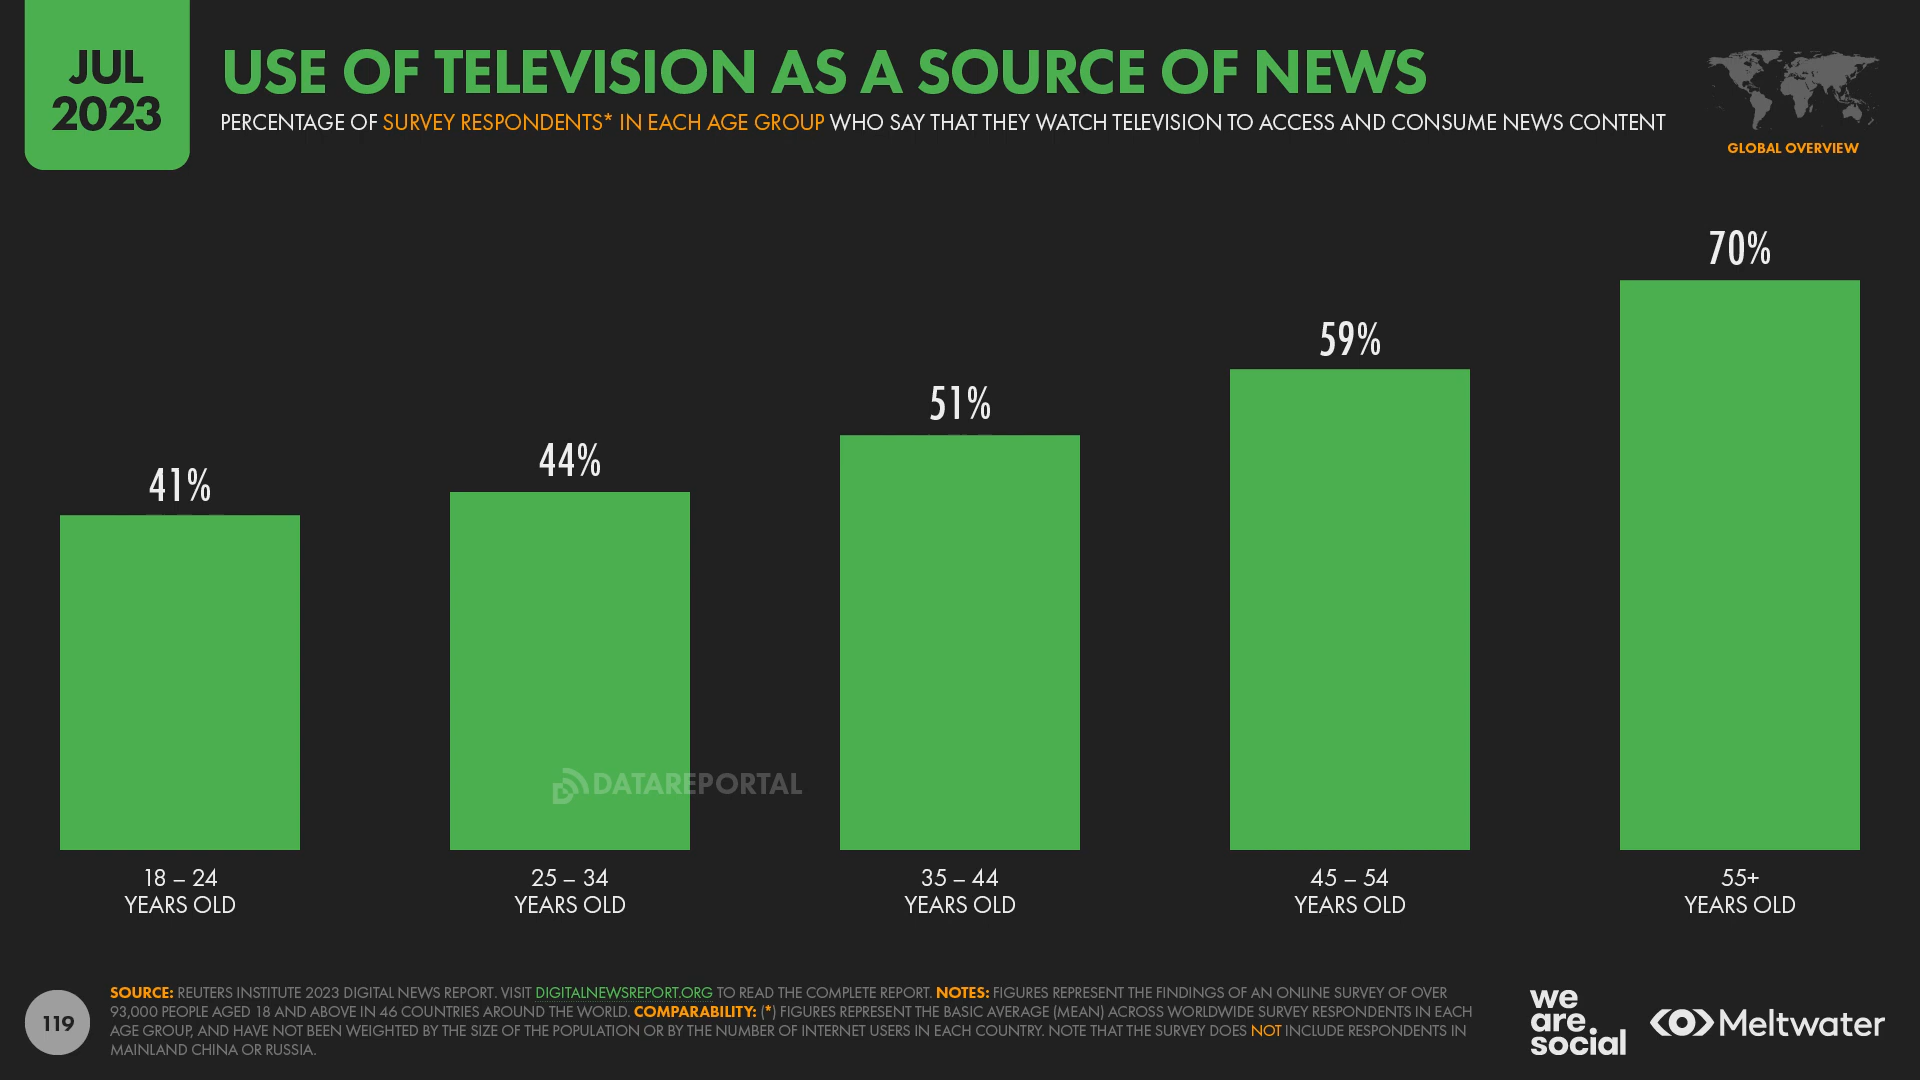 JUL
2023
USE OF TELEVISION AS A SOURCE OF NEWS
PERCENTAGE OF SURVEY RESPONDENTS* IN EACH AGE GROUP WHO SAY THAT THEY WATCH TELEVISION TO ACCESS AND CONSUME NEWS CONTENT
GLOBAL OVERVIEW
41%
44%
51%
59%
70%
DATAREPORTAL
18 – 24
YEARS OLD
25 – 34
YEARS OLD
35 – 44
YEARS OLD
45 – 54
YEARS OLD
55+
YEARS OLD
119
SOURCE: REUTERS INSTITUTE 2023 DIGITAL NEWS REPORT. VISIT DIGITALNEWSREPORT.ORG TO READ THE COMPLETE REPORT. NOTES: FIGURES REPRESENT THE FINDINGS OF AN ONLINE SURVEY OF OVER
93,000 PEOPLE AGED 18 AND ABOVE IN 46 COUNTRIES AROUND THE WORLD. COMPARABILITY: (*) FIGURES REPRESENT THE BASIC AVERAGE (MEAN) ACROSS WORLDWIDE SURVEY RESPONDENTS IN EACH
AGE GROUP, AND HAVE NOT BEEN WEIGHTED BY THE SIZE OF THE POPULATION OR BY THE NUMBER OF INTERNET USERS IN EACH COUNTRY. NOTE THAT THE SURVEY DOES NOT INCLUDE RESPONDENTS IN
MAINLAND CHINA OR RUSSIA.
we
are
social
Meltwater